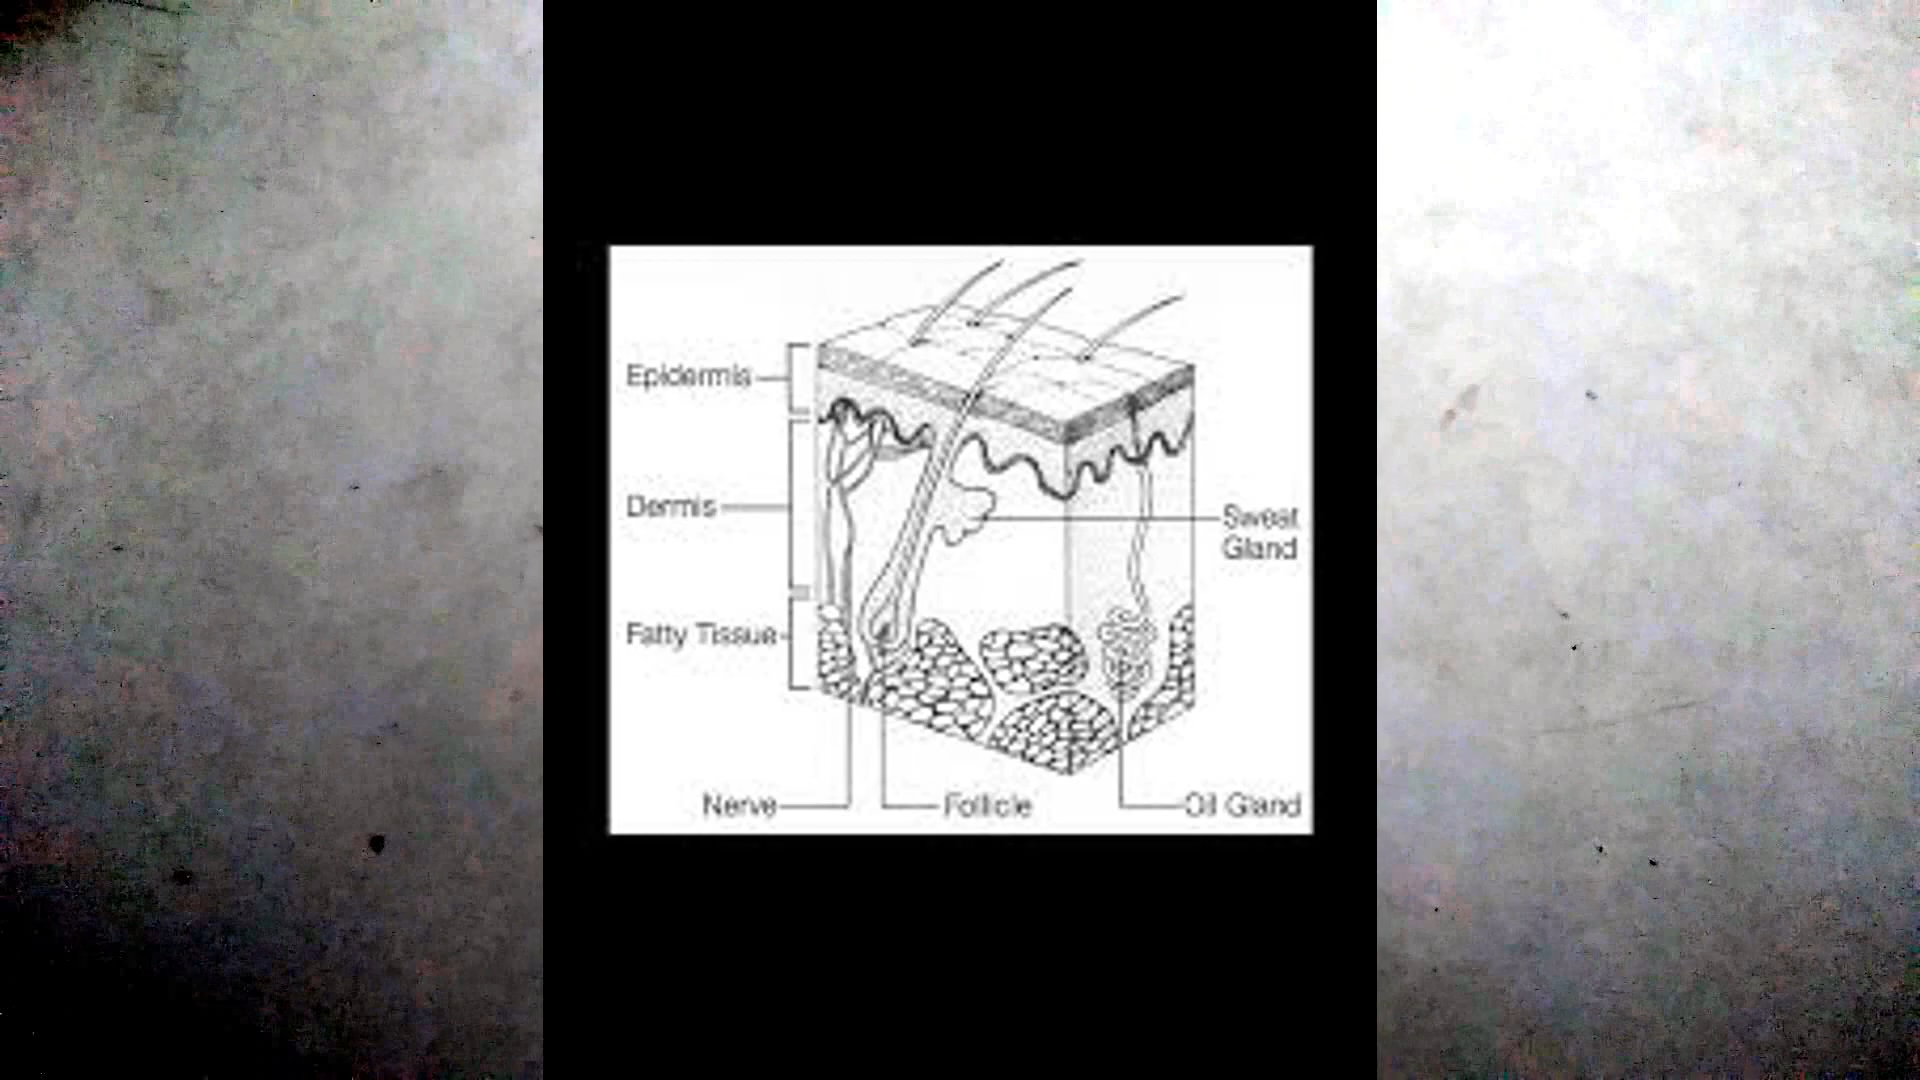 Epidermis
Dermis
Sweat
Gland
Fatty Tissue
Nerve
Follicle
Oil Gland